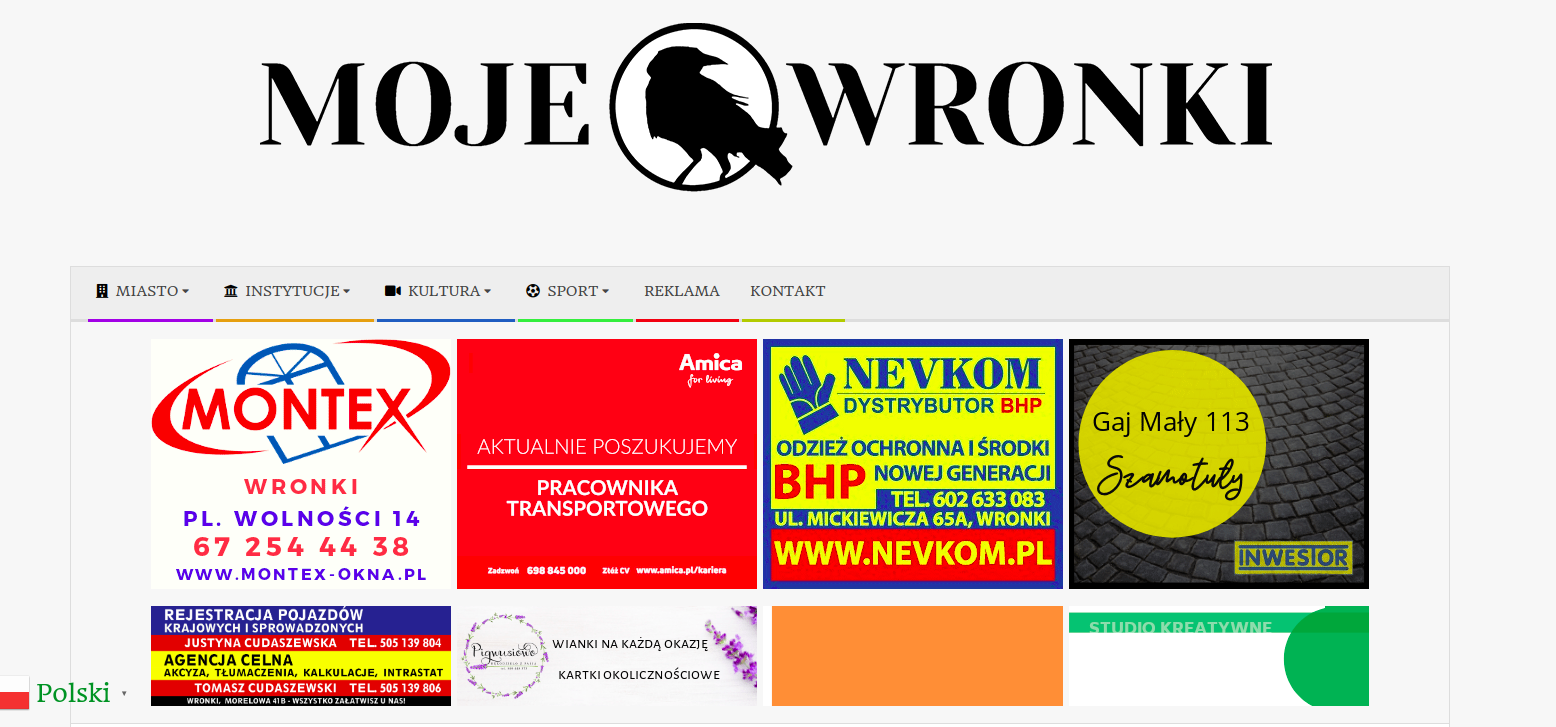 MOJE WRONKI
MIASTO INSTYTUCJE KULTURA SPORT REKLAMA KONTAKT
MONTEX
WRONKI
PL. WOLNOŚCI 14
67 254 44 38
WWW.MONTEX-OKNA.PL
Amica
for living
AKTUALNIE POSZUKUJEMY
PRACOWNIKA
TRANSPORTOWEGO
Zadzwoń 698 845 000 Złóż CV www.amica.pl/kariera
NEVKOM
DYSTRYBUTOR BHP
ODZIEŻ OCHRONNA I ŚRODKI
BHP NOWEJ GENERACJI
TEL. 602 633 083
UL. MICKIEWICZA 65A, WRONKI
WWW.NEVKOM.PL
Gaj Mały 113
Szamotuły
INWESTOR
REJESTRACJA POJAZDÓW
KRAJOWYCH I SPROWADZONYCH
JUSTYNA CUDASZEWSKA TEL. 505 139 804
AGENCJA CELNA
AKCYZA, TŁUMACZENIA, KALKULACJE, INTRASTAT
TOMASZ CUDASZEWSKI TEL. 505 139 806
WRONKI, MORELOWA 41B - WSZYSTKO ZAŁATWISZ U NAS!
Pigwusiowo
WIANKI NA KAŻDĄ OKAZJĘ
KARTKI OKOLICZNOŚCIOWE
STUDIO KREATYWNE
Polski